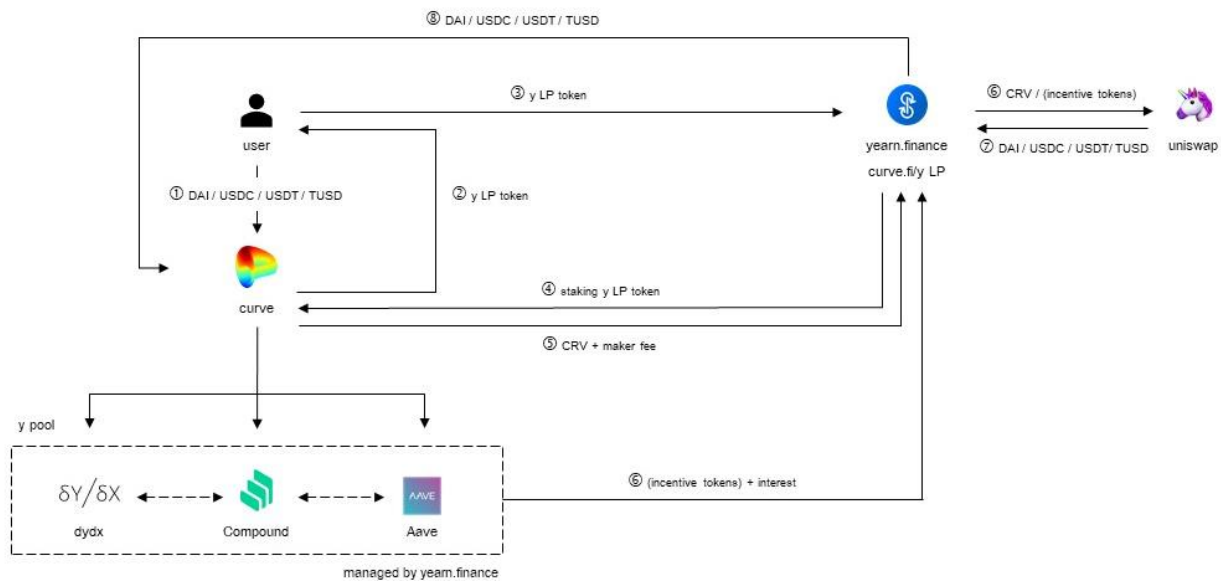 ⑧ DAI / USDC / USDT / TUSD
③ y LP token
⑥ CRV / (incentive tokens)
user
yearn.finance
⑦ DAI / USDC / USDT/ TUSD
uniswap
curve.fi/y LP
① DAI / USDC / USDT / TUSD
② y LP token
④ staking y LP token
curve
⑤ CRV + maker fee
y pool
δY/δX
AAVE
⑥ (incentive tokens) + interest
dydx
Compound
Aave
managed by yearn.finance